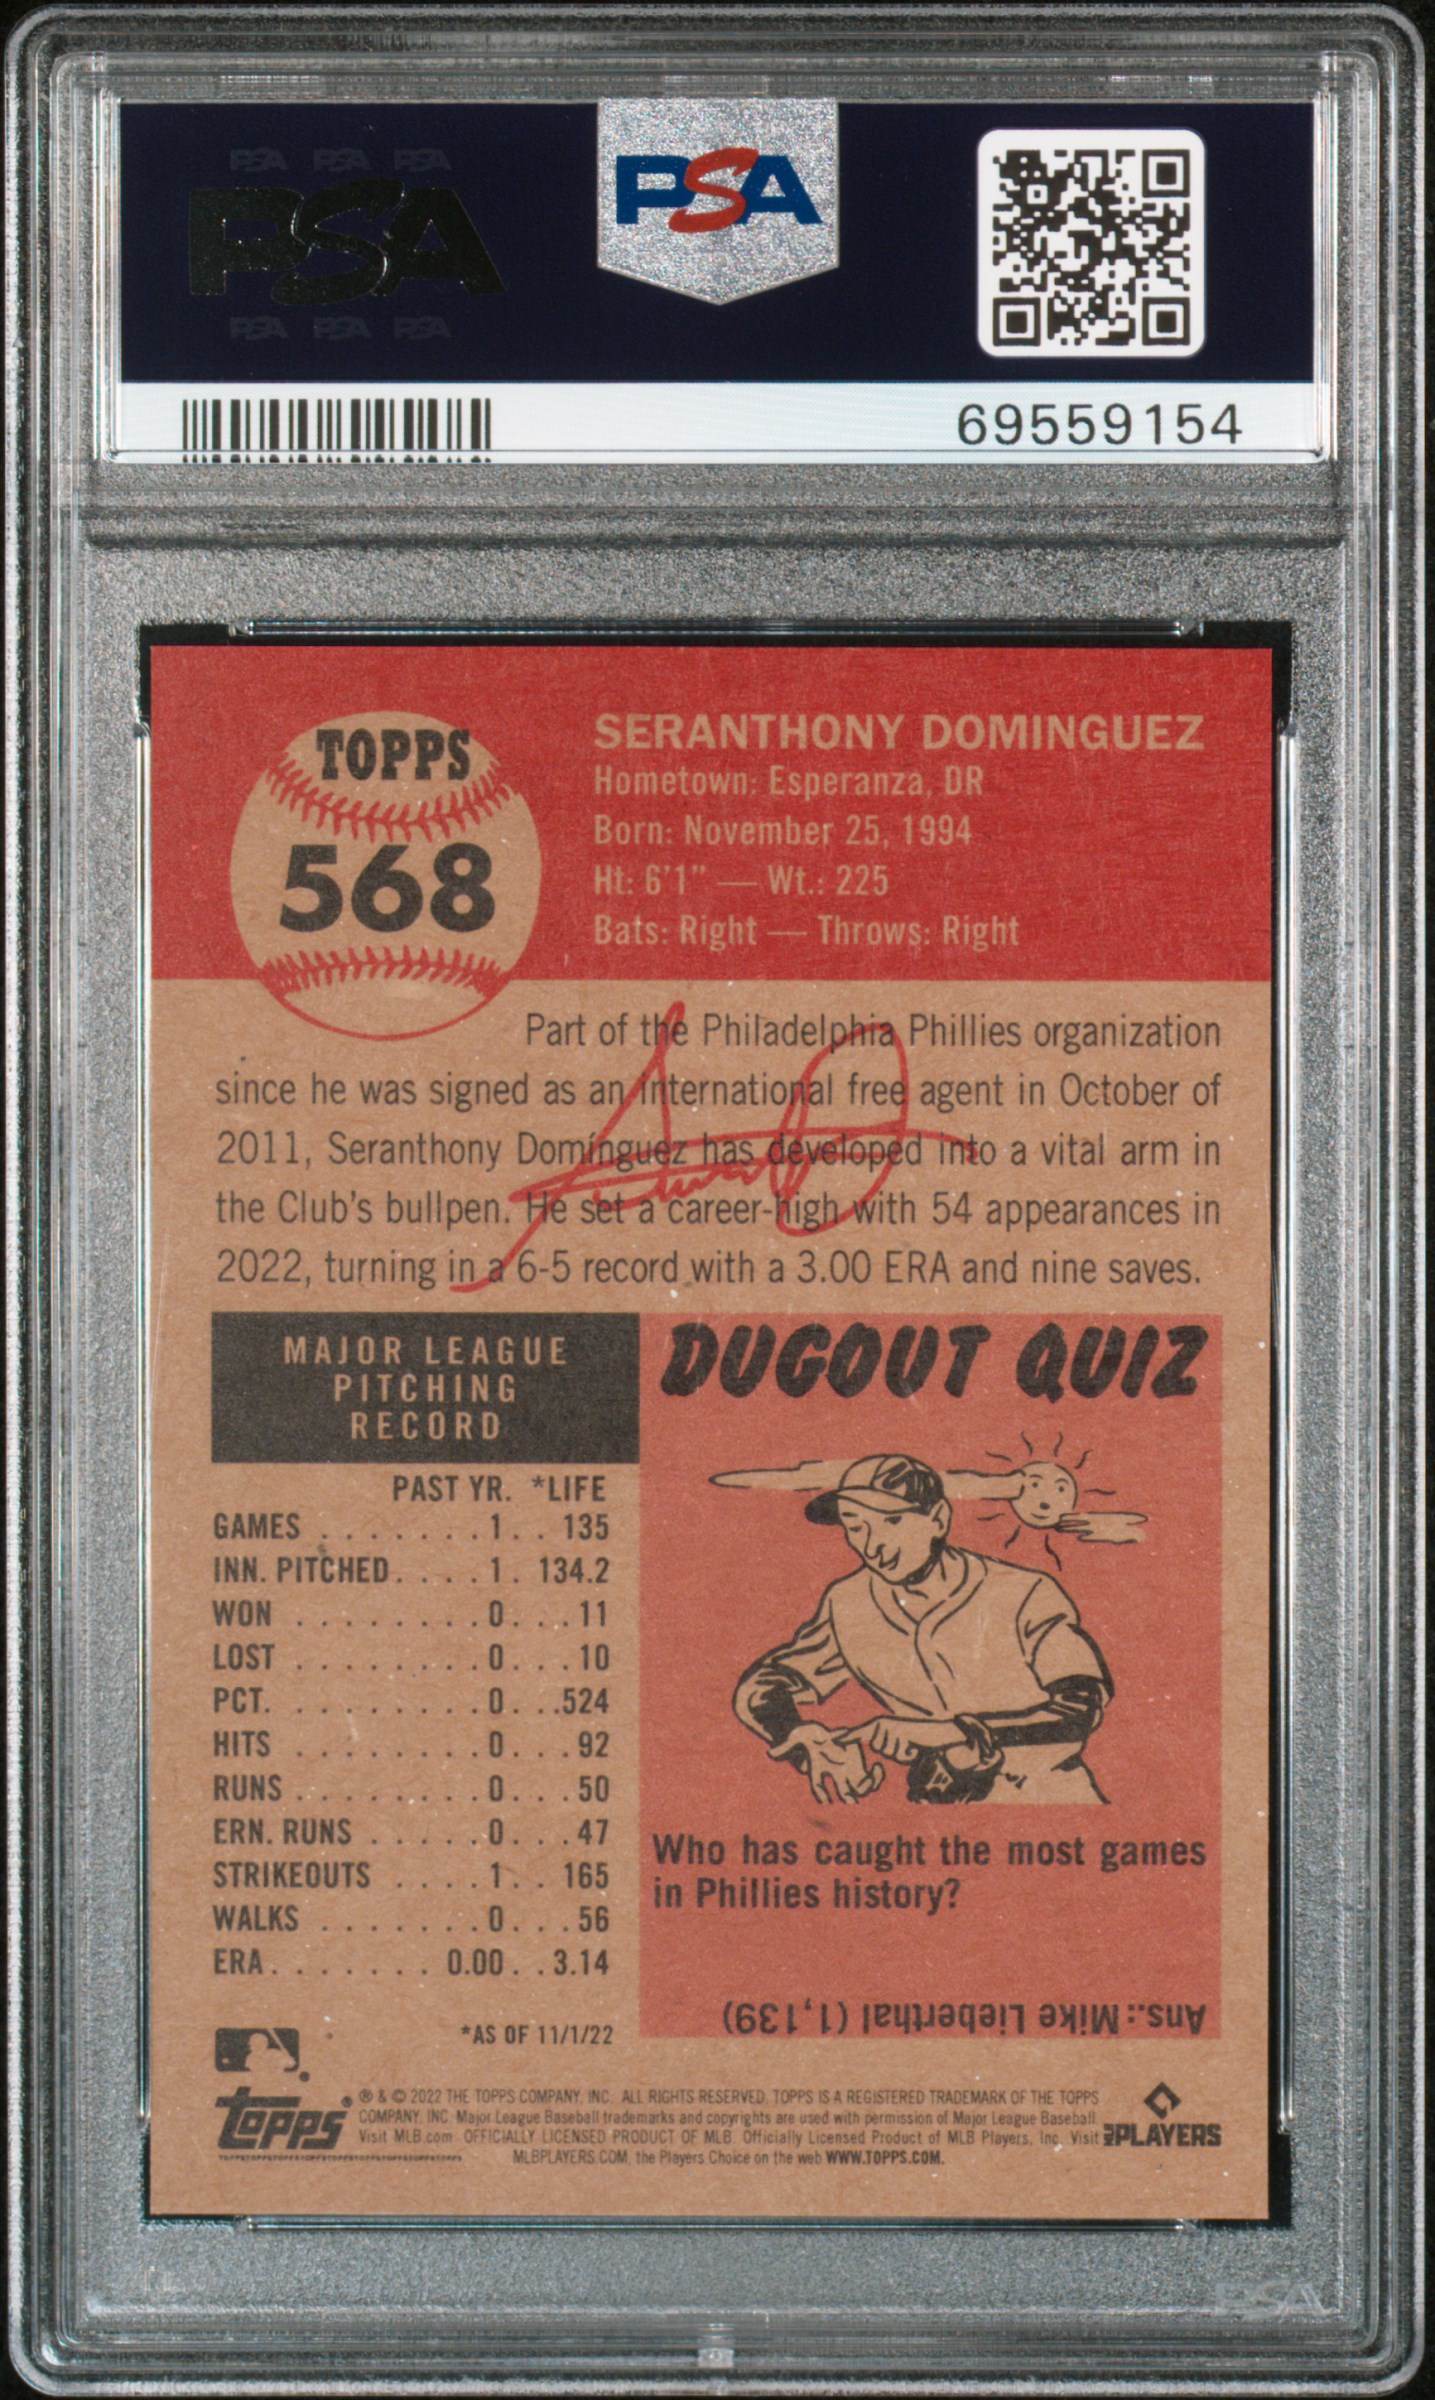 PSA PSA PSA
PSA
PSA PSA PSA
PSA
69559154
TOPPS
568
SERANTHONY DOMINGUEZ
Hometown: Esperanza, DR
Born: November 25, 1994
Ht: 6'1" — Wt.: 225
Bats: Right — Throws: Right
Part of the Philadelphia Phillies organization
since he was signed as an international free agent in October of
2011, Seranthony Domínguez has developed into a vital arm in
the Club's bullpen. He set a career-high with 54 appearances in
2022, turning in a 6-5 record with a 3.00 ERA and nine saves.
MAJOR LEAGUE
PITCHING
RECORD
PAST YR. *LIFE
GAMES . . . . . . . 1 . . 135
INN. PITCHED . . . . 1 . 134.2
WON . . . . . . . . 0 . . . 11
LOST . . . . . . . . 0 . . . 10
PCT. . . . . . . . . 0 . . .524
HITS . . . . . . . . 0 . . . 92
RUNS . . . . . . . . 0 . . . 50
ERN. RUNS . . . . . 0 . . . 47
STRIKEOUTS . . . . 1 . . 165
WALKS . . . . . . . 0 . . . 56
ERA . . . . . . . 0.00 . . 3.14
*AS OF 11/1/22
DUGOUT QUIZ
Who has caught the most games
in Phillies history?
Ans.: Mike Lieberthal (1,139)
Topps
® & © 2022 THE TOPPS COMPANY, INC. ALL RIGHTS RESERVED. TOPPS IS A REGISTERED TRADEMARK OF THE TOPPS
COMPANY, INC. Major League Baseball trademarks and copyrights are used with permission of Major League Baseball.
Visit MLB.com OFFICIALLY LICENSED PRODUCT OF MLB Officially Licensed Product of MLB Players, Inc. Visit
MLBPLAYERS.COM, the Players Choice on the web WWW.TOPPS.COM.
MLB PLAYERS
PSA